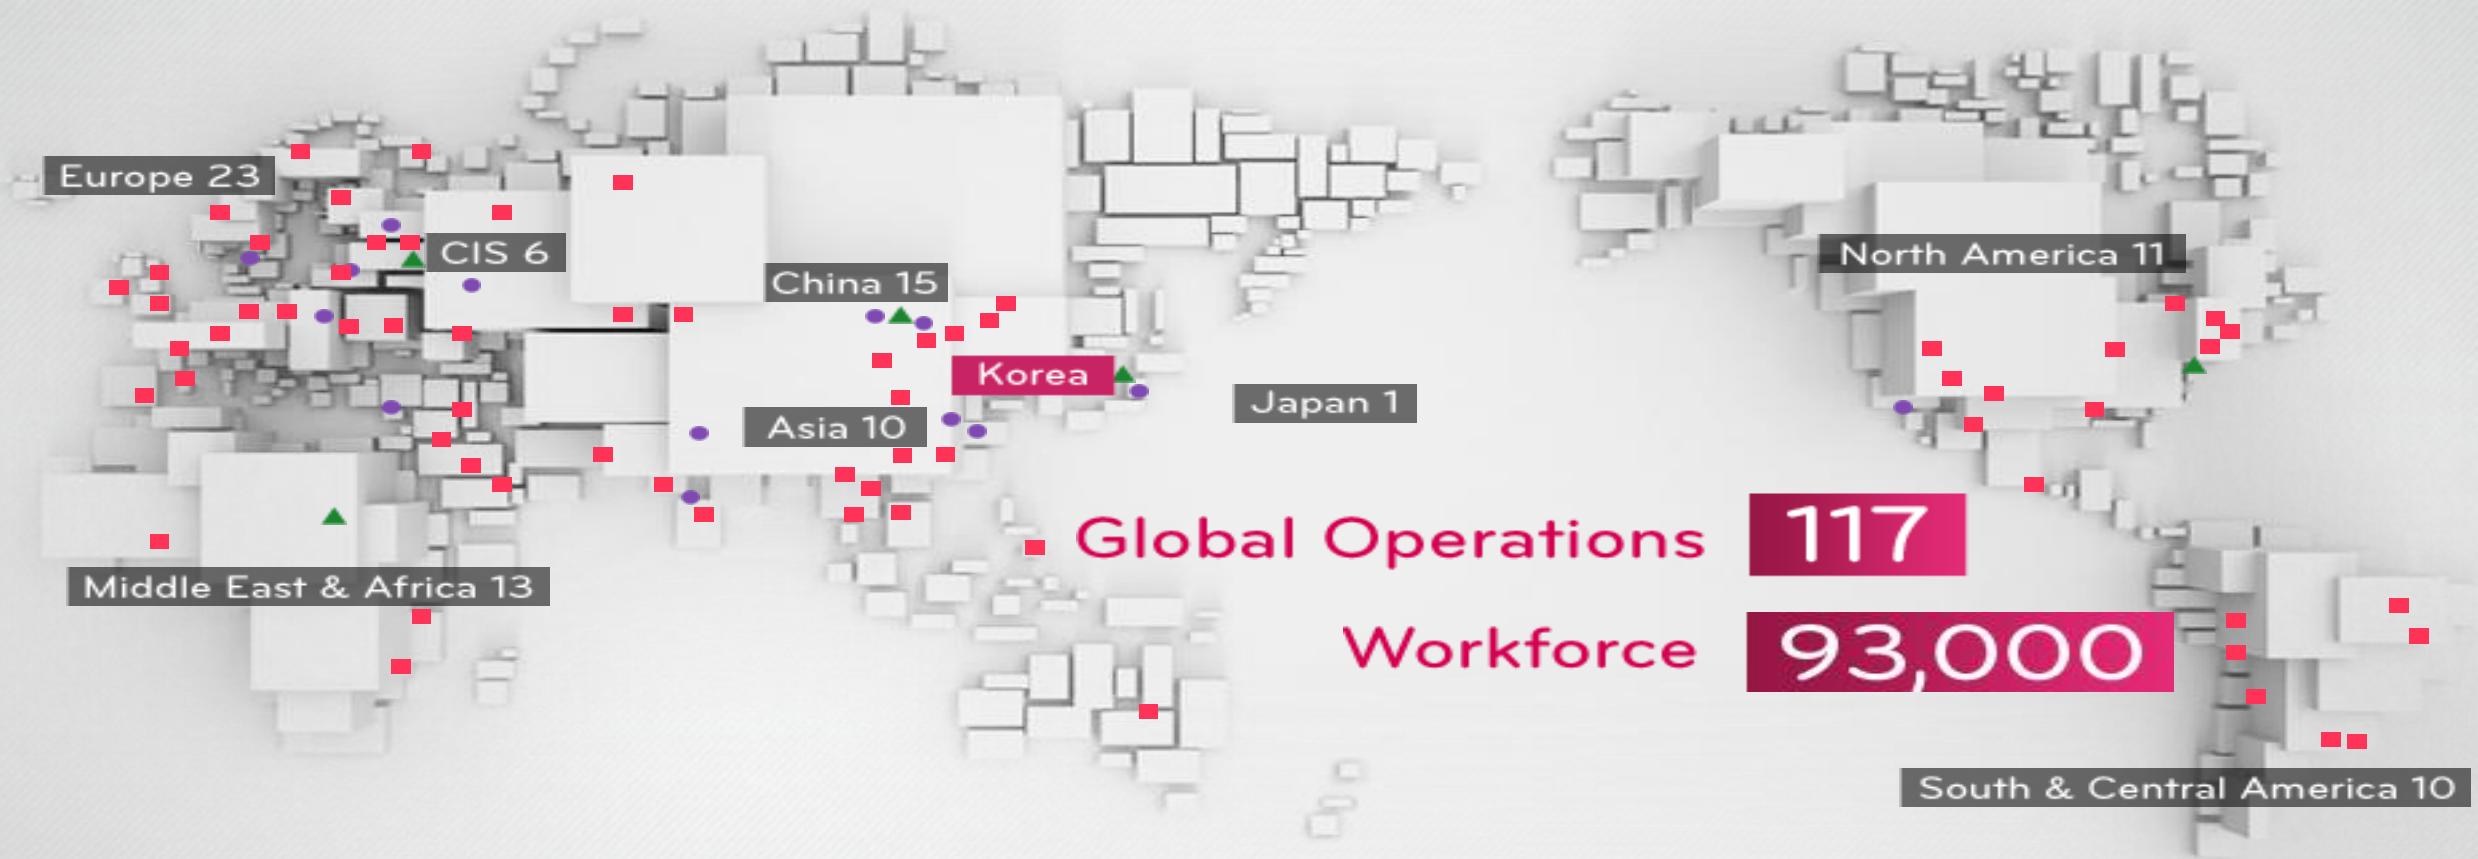 Europe 23
CIS 6
China 15
North America 11
Korea
Japan 1
Asia 10
Global Operations 117
Middle East & Africa 13
Workforce 93,000
South & Central America 10